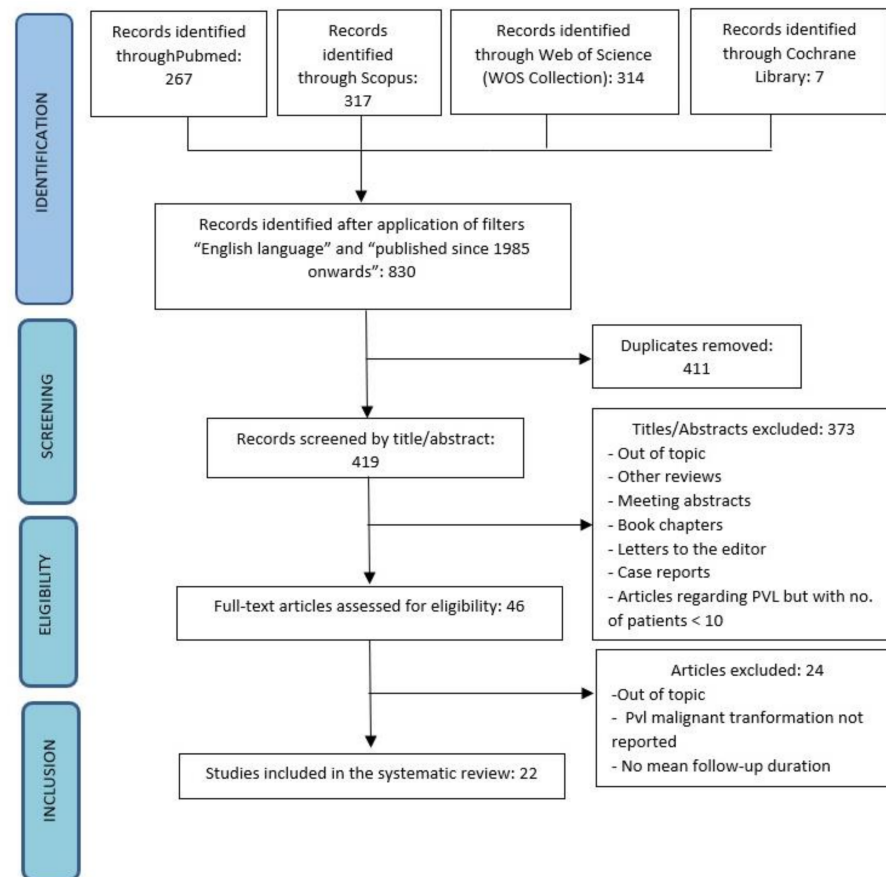 IDENTIFICATION
Records identified
throughPubmed:
267
Records
identified
through Scopus:
317
Records identified
through Web of Science
(WOS Collection): 314
Records identified
through Cochrane
Library: 7
Records identified after application of filters
“English language” and “published since 1985
onwards”: 830
SCREENING
Duplicates removed:
411
Records screened by title/abstract:
419
Titles/Abstracts excluded: 373
- Out of topic
- Other reviews
- Meeting abstracts
- Book chapters
- Letters to the editor
- Case reports
- Articles regarding PVL but with no.
of patients < 10
ELIGIBILITY
Full-text articles assessed for eligibility: 46
Articles excluded: 24
-Out of topic
- Pvl malignant tranformation not
reported
- No mean follow-up duration
INCLUSION
Studies included in the systematic review: 22